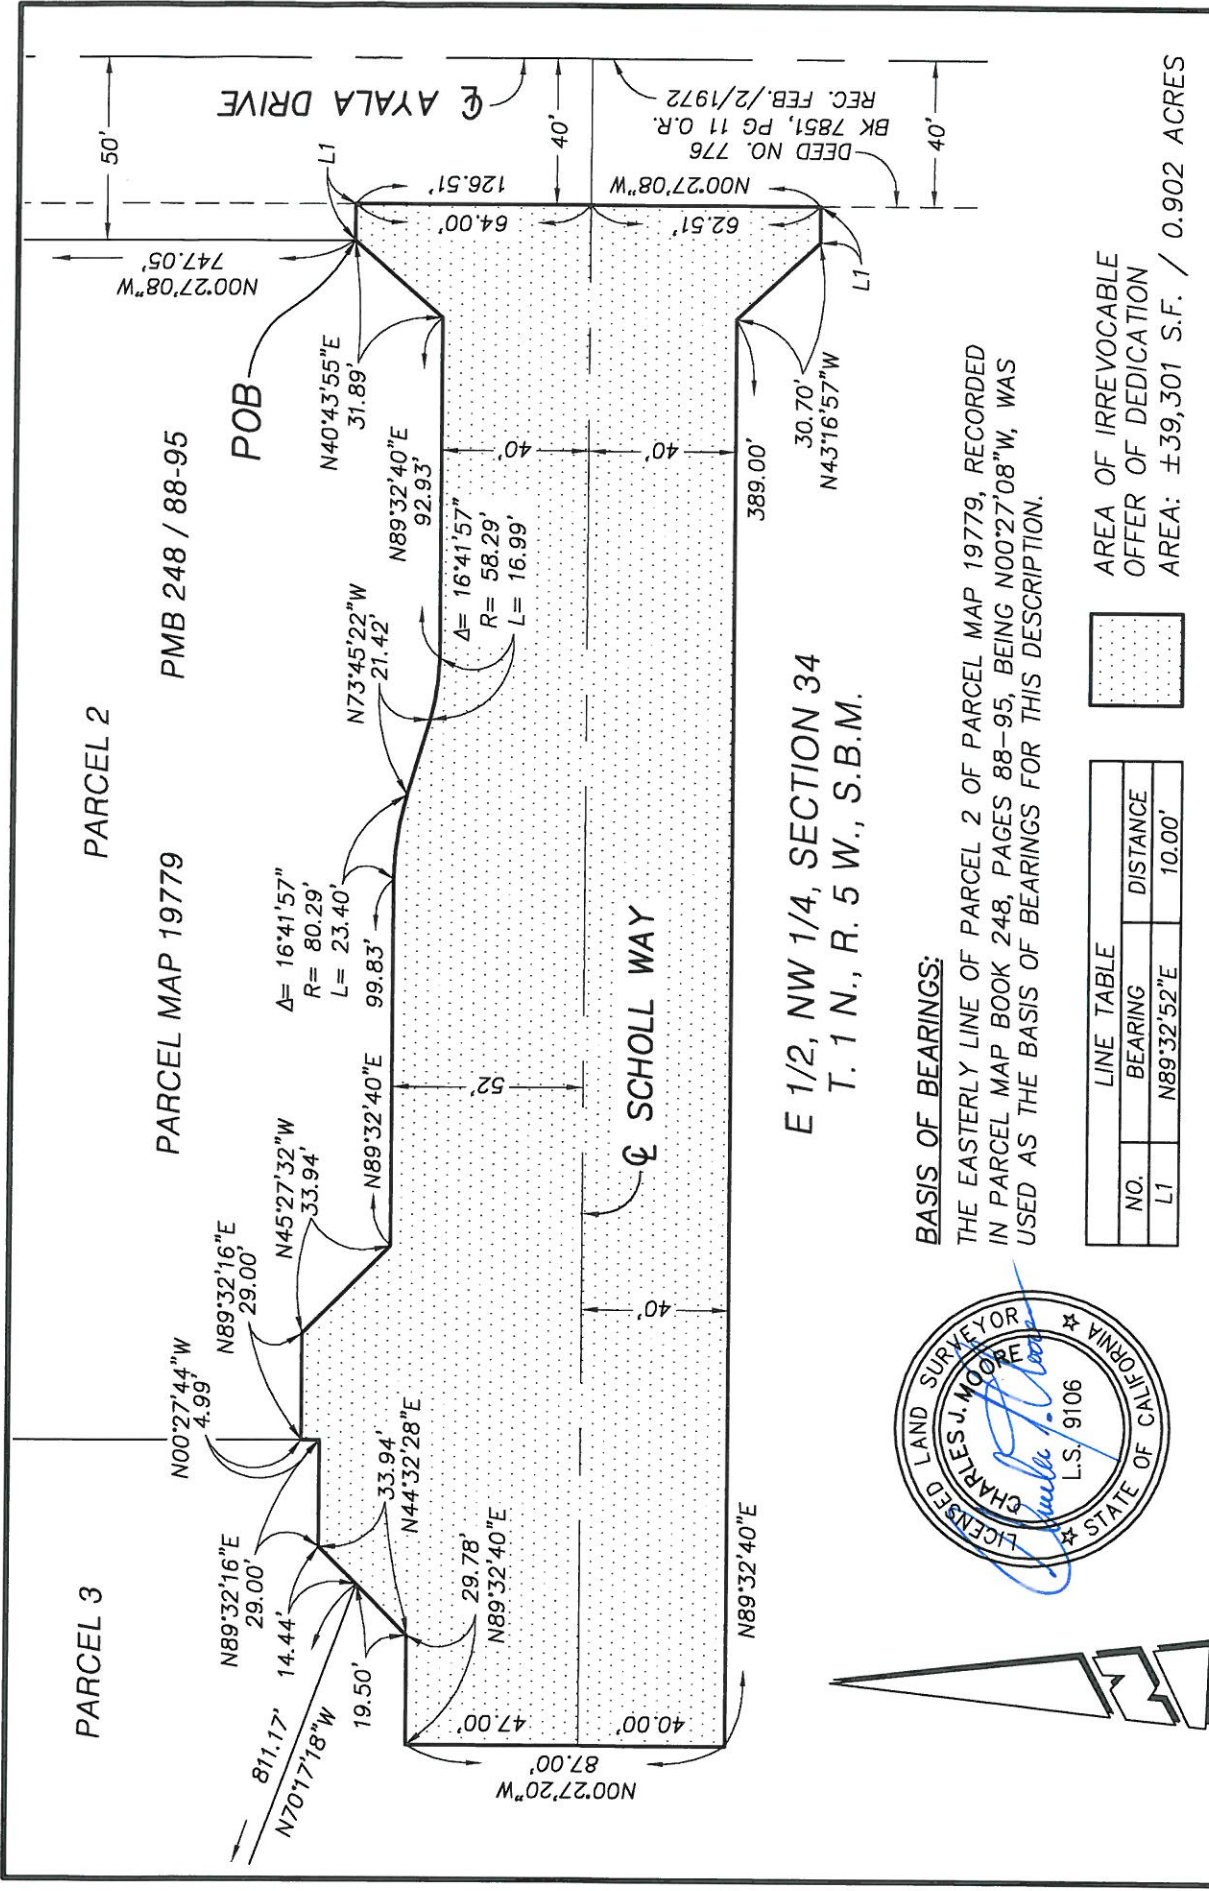 PARCEL 3
PARCEL 2
PARCEL MAP 19779
PMB 248 / 88-95
POB
N00°27'08"W
747.05'
50'
L1
℄ AYALA DRIVE
40'
DEED NO. 776
BK 7851, PG 11 O.R.
REC. FEB./2/1972
40'
126.51'
N00°27'08"W
64.00'
62.51'
L1
N40°43'55"E
31.89'
N89°32'40"E
92.93'
40'
40'
Δ= 16°41'57"
R= 58.29'
L= 16.99'
N73°45'22"W
21.42'
Δ= 16°41'57"
R= 80.29'
L= 23.40'
99.83'
N89°32'40"E
52'
N45°27'32"W
33.94'
N89°32'16"E
29.00'
N00°27'44"W
4.99'
N89°32'16"E
29.00'
14.44'
33.94'
N44°32'28"E
19.50'
811.17'
N70°17'18"W
29.78'
N89°32'40"E
47.00'
40.00'
87.00'
N00°27'20"W
N89°32'40"E
40'
℄ SCHOLL WAY
389.00'
30.70'
N43°16'57"W
E 1/2, NW 1/4, SECTION 34
T. 1 N., R. 5 W., S.B.M.
BASIS OF BEARINGS:
THE EASTERLY LINE OF PARCEL 2 OF PARCEL MAP 19779, RECORDED
IN PARCEL MAP BOOK 248, PAGES 88-95, BEING N00°27'08"W, WAS
USED AS THE BASIS OF BEARINGS FOR THIS DESCRIPTION.
LICENSED LAND SURVEYOR
CHARLES J. MOORE
L.S. 9106
STATE OF CALIFORNIA
LINE TABLE
NO. BEARING DISTANCE
L1 N89°32'52"E 10.00'
AREA OF IRREVOCABLE
OFFER OF DEDICATION
AREA: ±39,301 S.F. / 0.902 ACRES
N